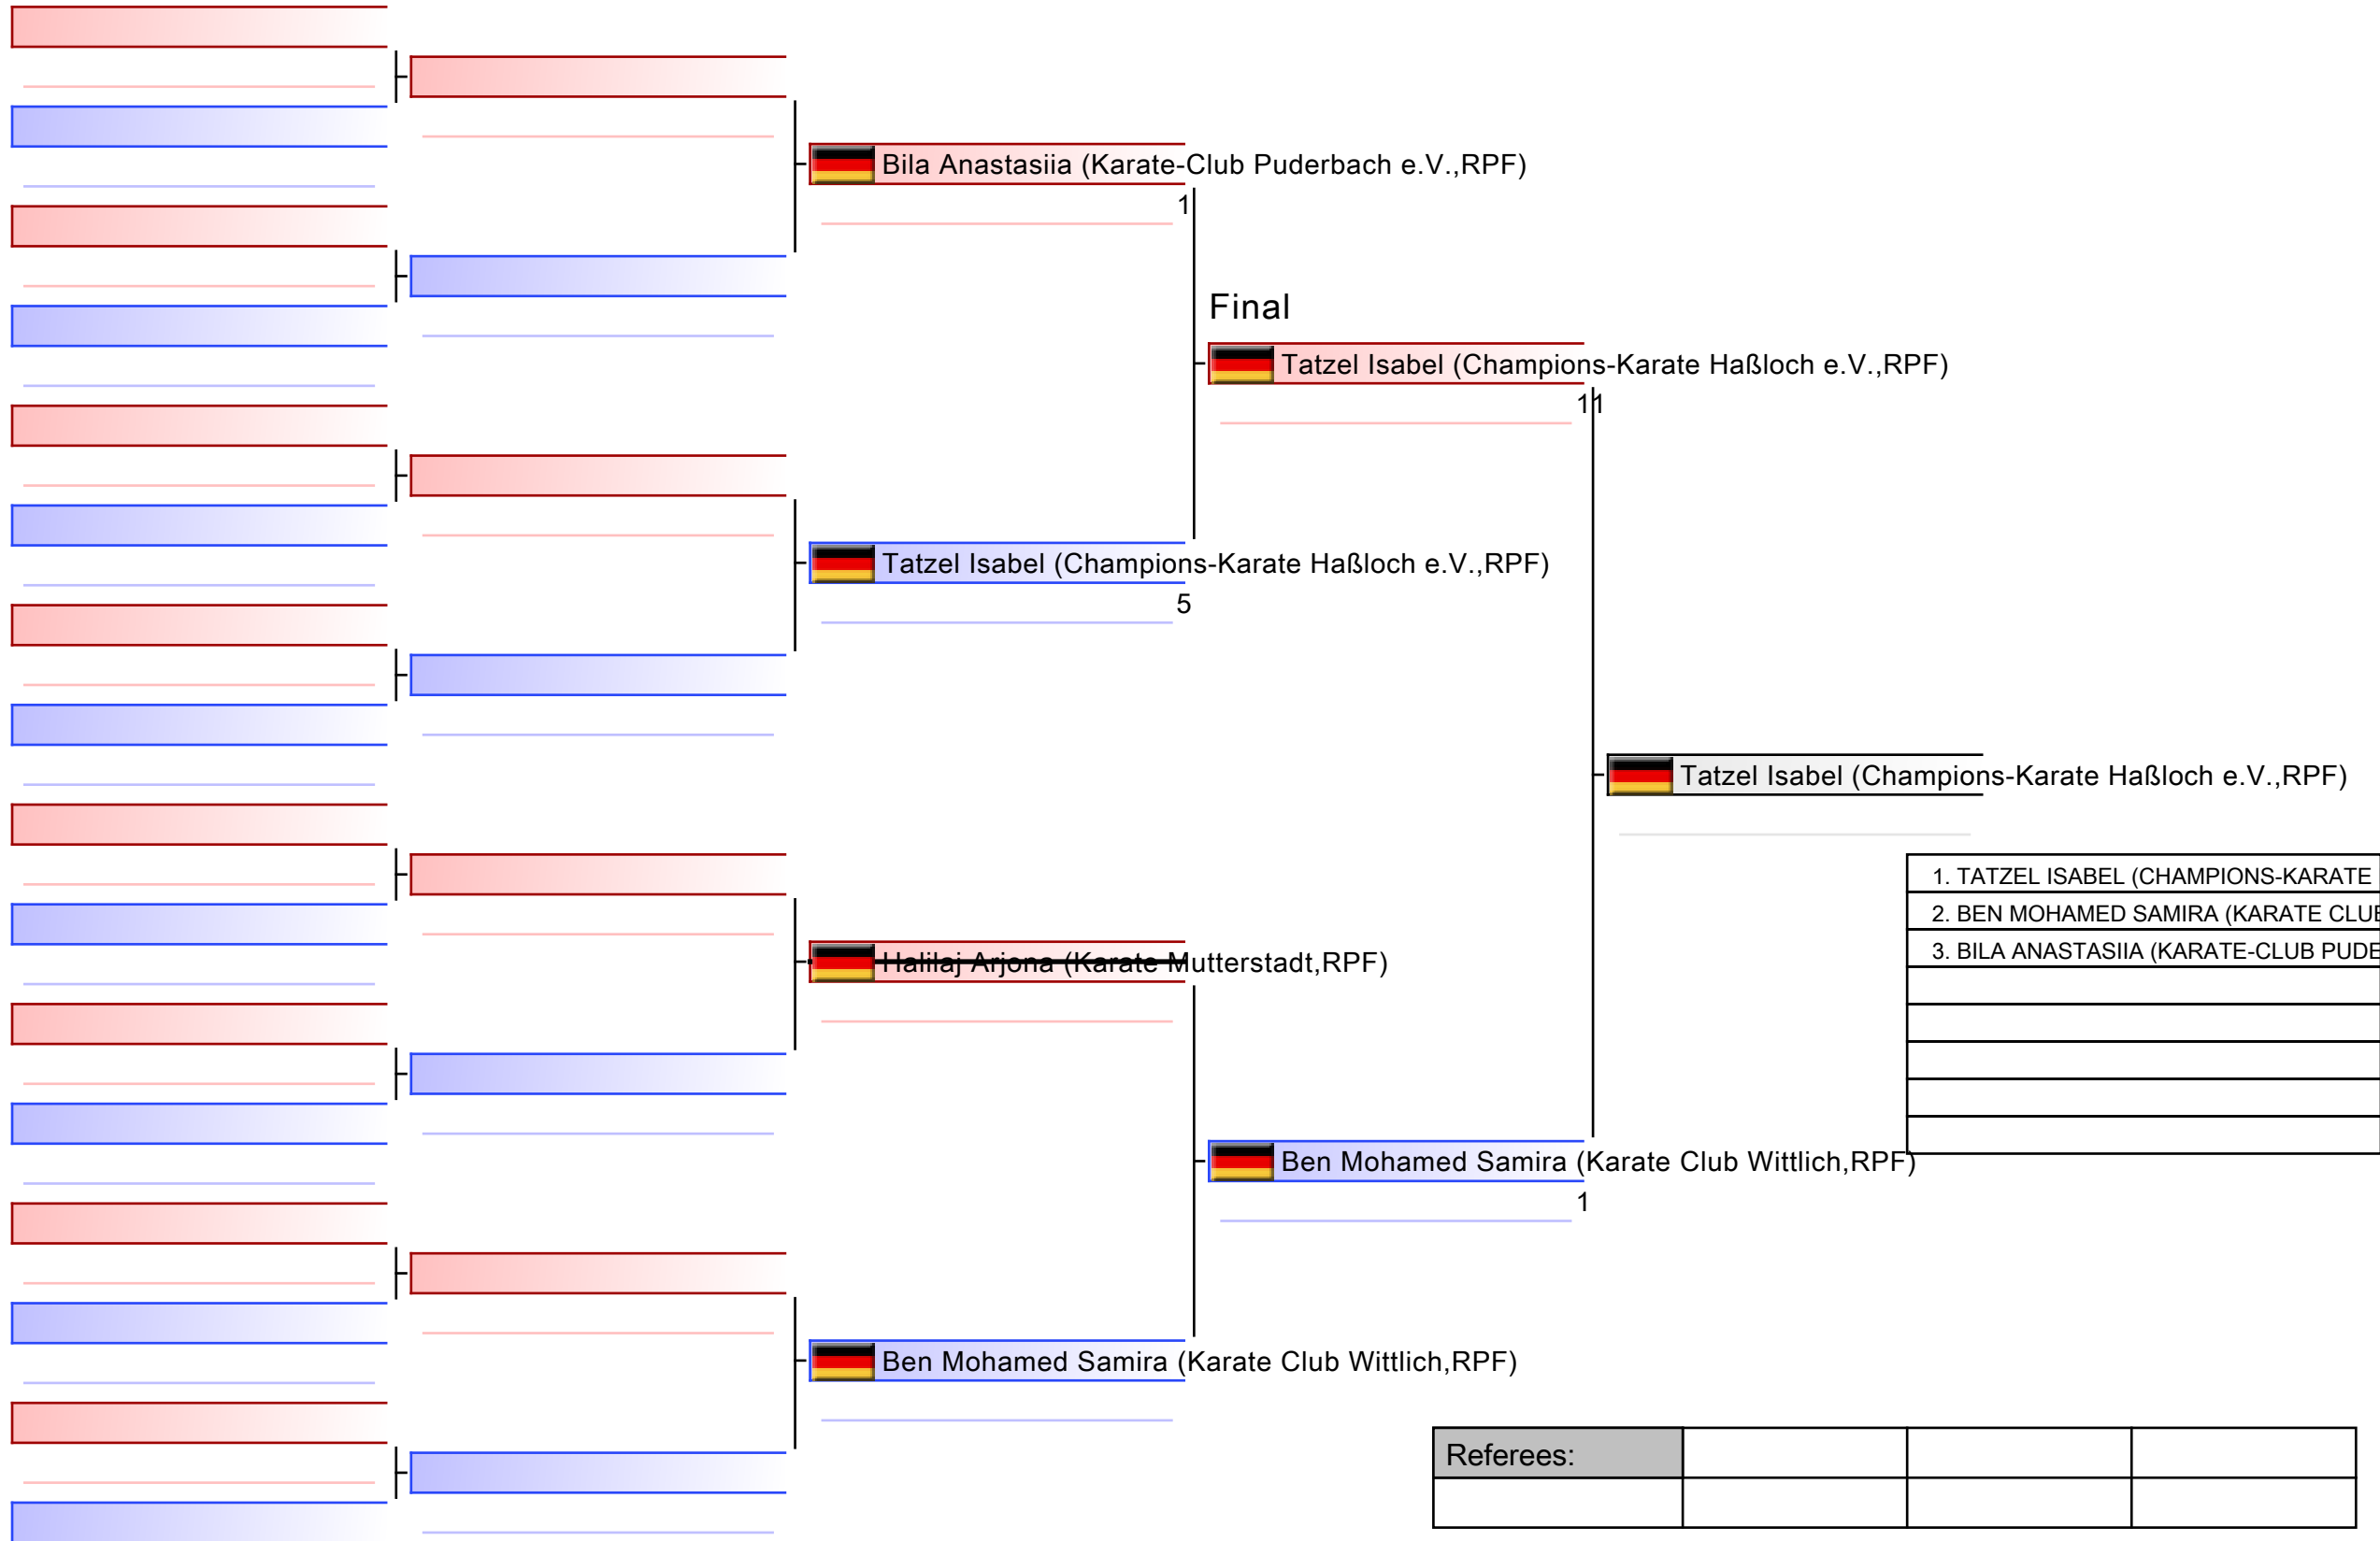 Bila Anastasiia (Karate-Club Puderbach e.V.,RPF)
1
Final
Tatzel Isabel (Champions-Karate Haßloch e.V.,RPF)
11
Tatzel Isabel (Champions-Karate Haßloch e.V.,RPF)
5
Tatzel Isabel (Champions-Karate Haßloch e.V.,RPF)
1. TATZEL ISABEL (CHAMPIONS-KARATE
2. BEN MOHAMED SAMIRA (KARATE CLUB
3. BILA ANASTASIIA (KARATE-CLUB PUDE
Halilaj Arjona (Karate Mutterstadt,RPF)
Ben Mohamed Samira (Karate Club Wittlich,RPF)
1
Ben Mohamed Samira (Karate Club Wittlich,RPF)
Referees: